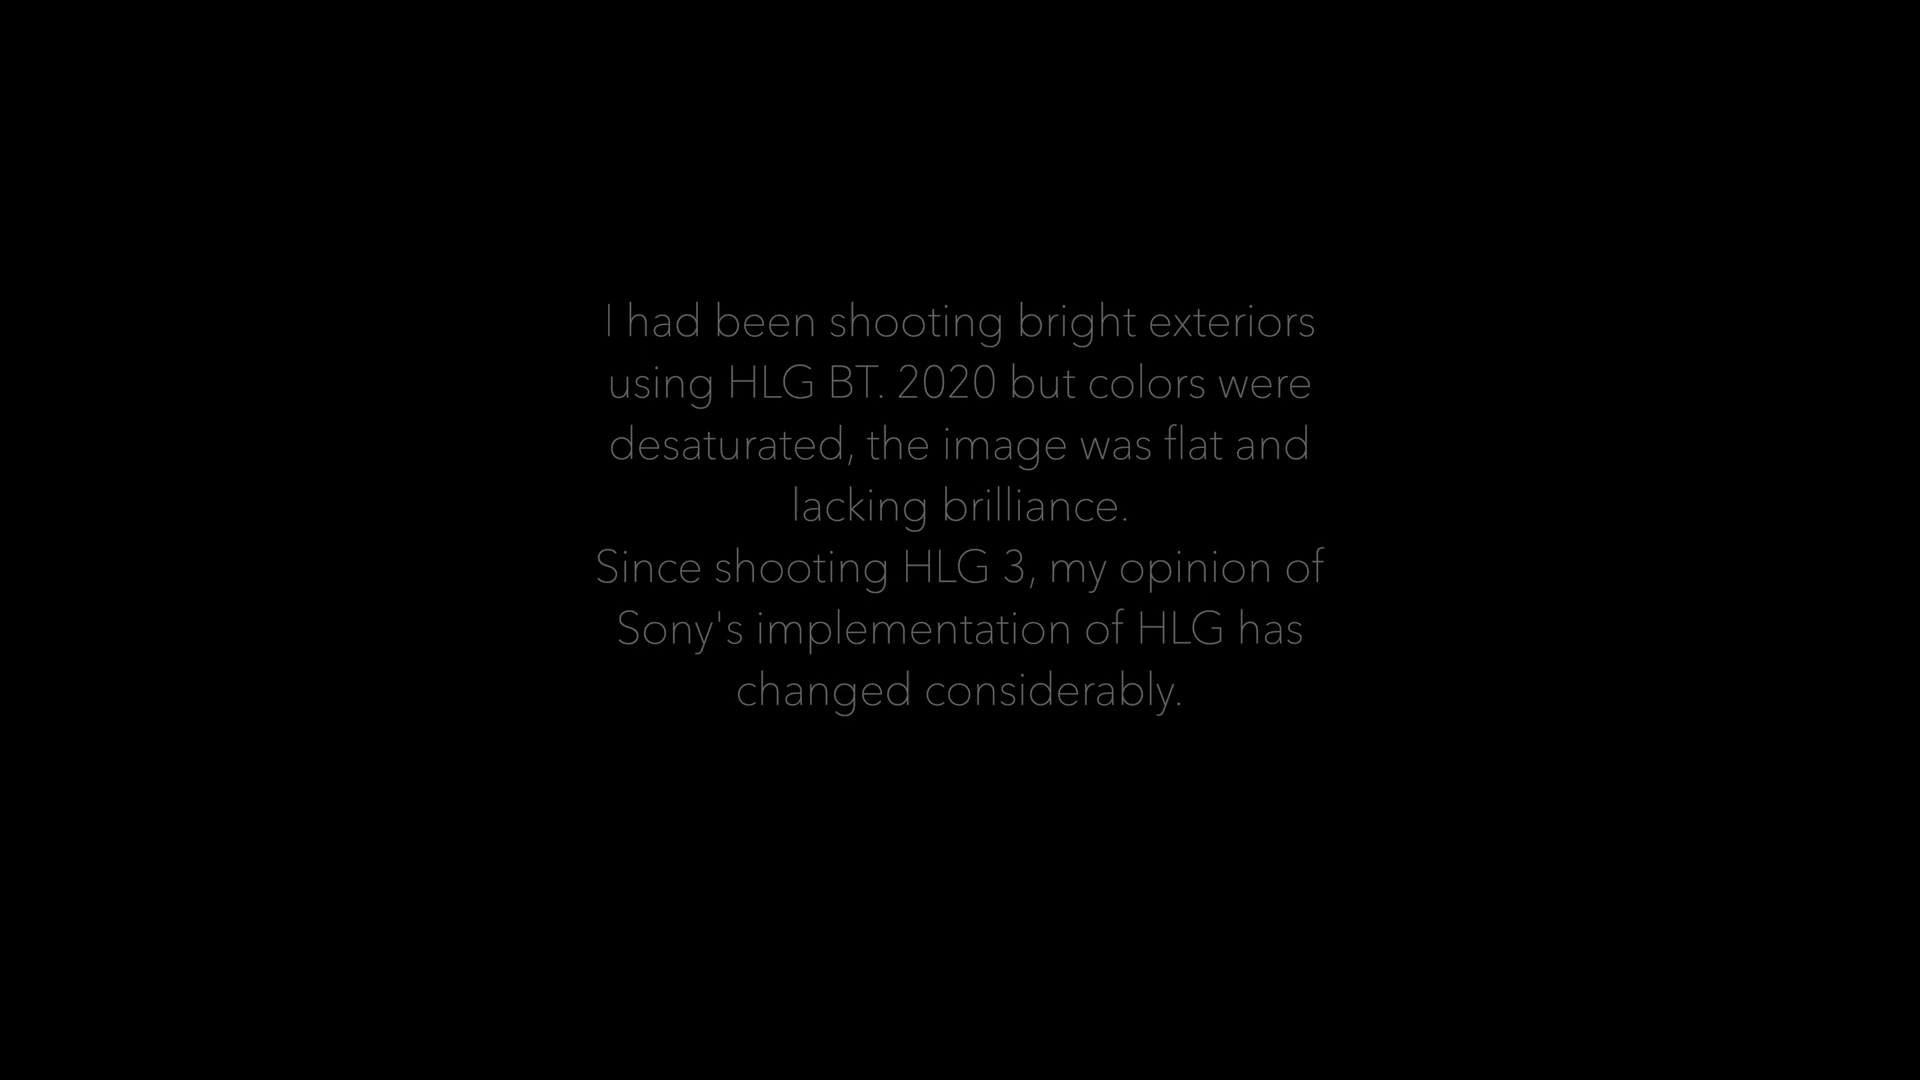 I had been shooting bright exteriors
using HLG BT. 2020 but colors were
desaturated, the image was flat and
lacking brilliance.
Since shooting HLG 3, my opinion of
Sony's implementation of HLG has
changed considerably.